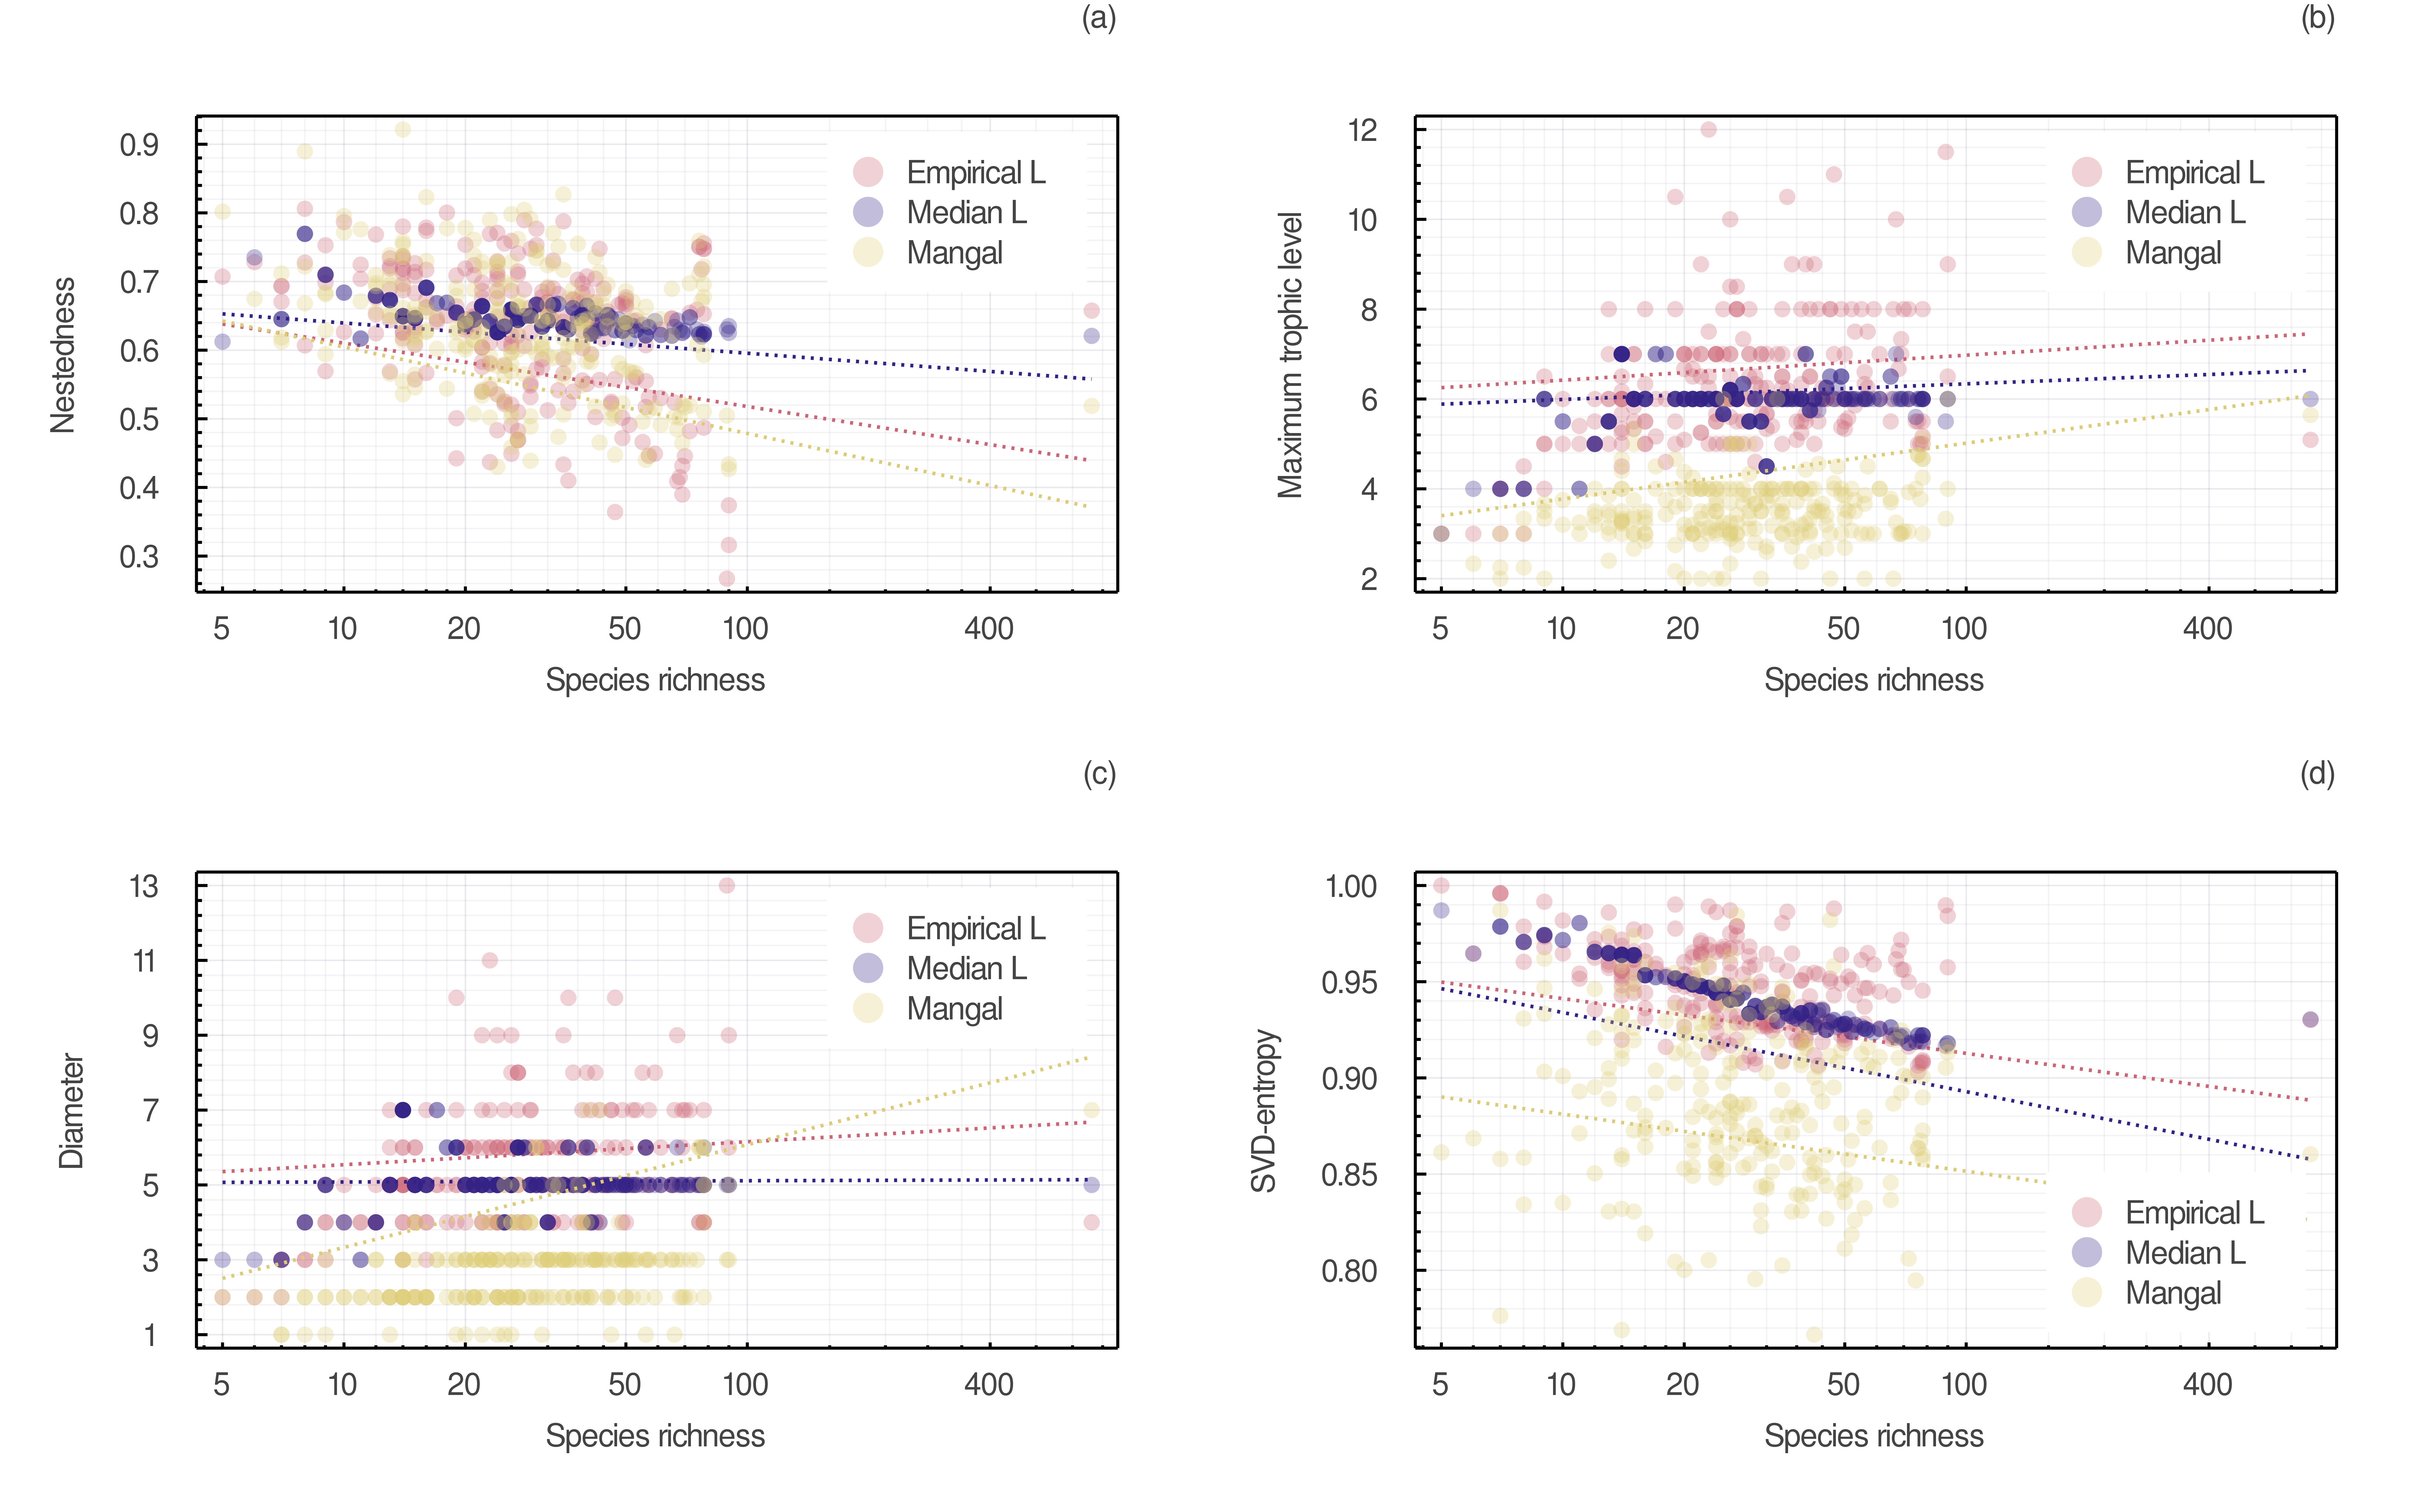 (a)
Nestedness
0.9
0.8
0.7
0.6
0.5
0.4
0.3
Empirical L
Median L
Mangal
5 10 20 50 100 400
Species richness
(b)
Maximum trophic level
12
10
8
6
4
2
Empirical L
Median L
Mangal
5 10 20 50 100 400
Species richness
(c)
Diameter
13
11
9
7
5
3
1
Empirical L
Median L
Mangal
5 10 20 50 100 400
Species richness
(d)
SVD-entropy
1.00
0.95
0.90
0.85
0.80
Empirical L
Median L
Mangal
5 10 20 50 100 400
Species richness